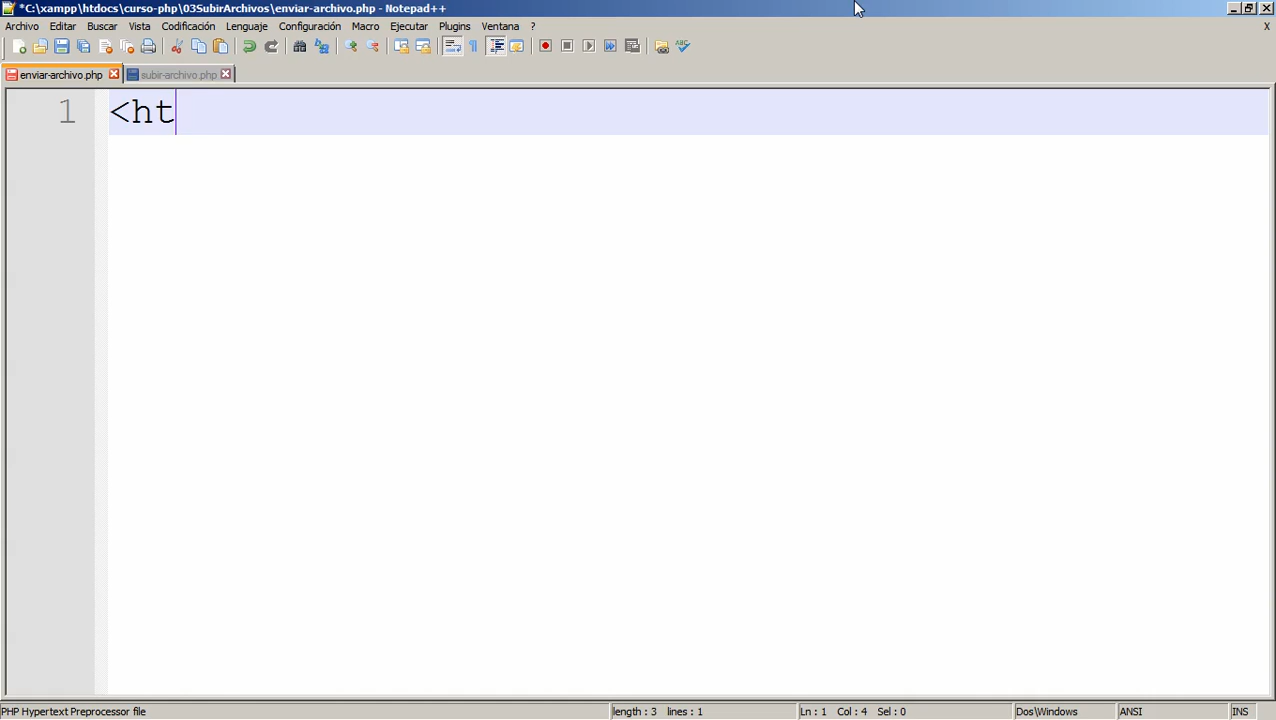 *C:\xampp\htdocs\curso-php\03SubirArchivos\enviar-archivo.php - Notepad++
Archivo Editar Buscar Vista Codificación Lenguaje Configuración Macro Ejecutar Plugins Ventana ? X
enviar-archivo.php subir-archivo.php
1 <ht
PHP Hypertext Preprocessor file length : 3 lines : 1 Ln : 1 Col : 4 Sel : 0 Dos\Windows ANSI INS